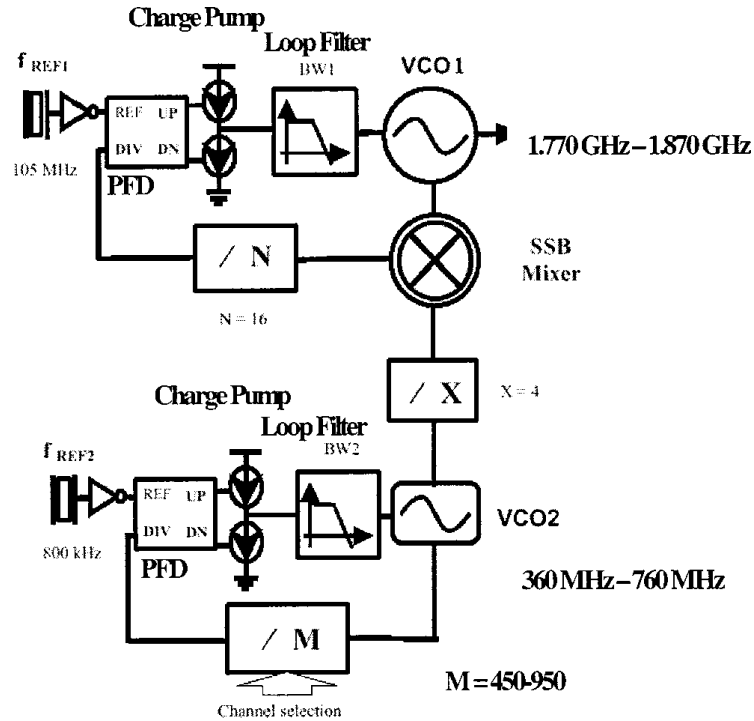 Charge Pump
Loop Filter
BW1
VCO1
f REF1
REF UP
DIV DN
105 MHz
PFD
1.770 GHz – 1.870 GHz
/ N
N = 16
SSB
Mixer
/ X
X = 4
Charge Pump
Loop Filter
BW2
f REF2
REF UP
DIV DN
800 kHz
PFD
VCO2
360 MHz – 760 MHz
/ M
M = 450-950
Channel selection